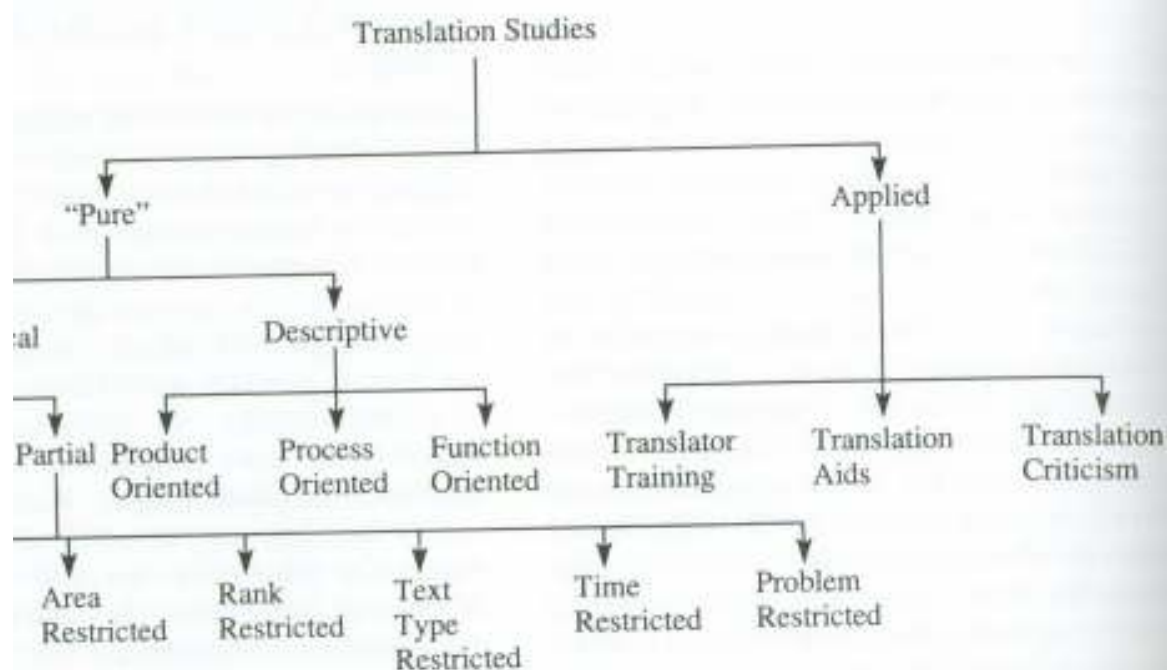 Translation Studies
"Pure"
Applied
cal
Descriptive
Partial
Product
Oriented
Process
Oriented
Function
Oriented
Translator
Training
Translation
Aids
Translation
Criticism
Area
Restricted
Rank
Restricted
Text
Type
Restricted
Time
Restricted
Problem
Restricted